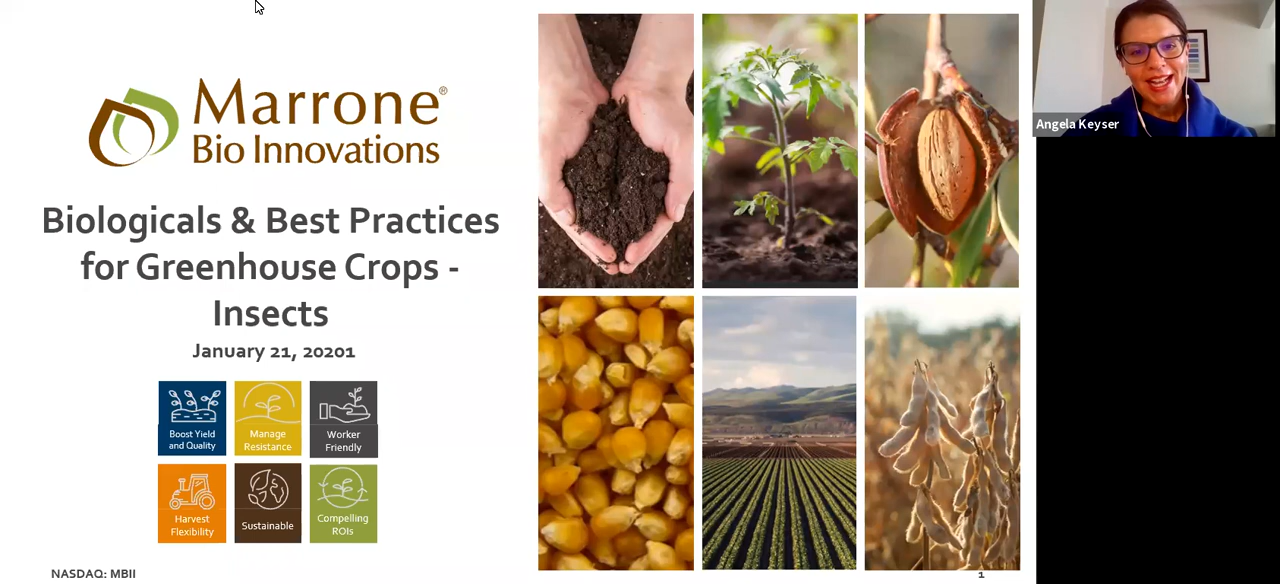 Marrone®
Bio Innovations
Biologicals & Best Practices
for Greenhouse Crops -
Insects
January 21, 20201
Boost Yield
and Quality
Manage
Resistance
Worker
Friendly
Harvest
Flexibility
Sustainable
Compelling
ROIs
NASDAQ: MBII
1
Angela Keyser